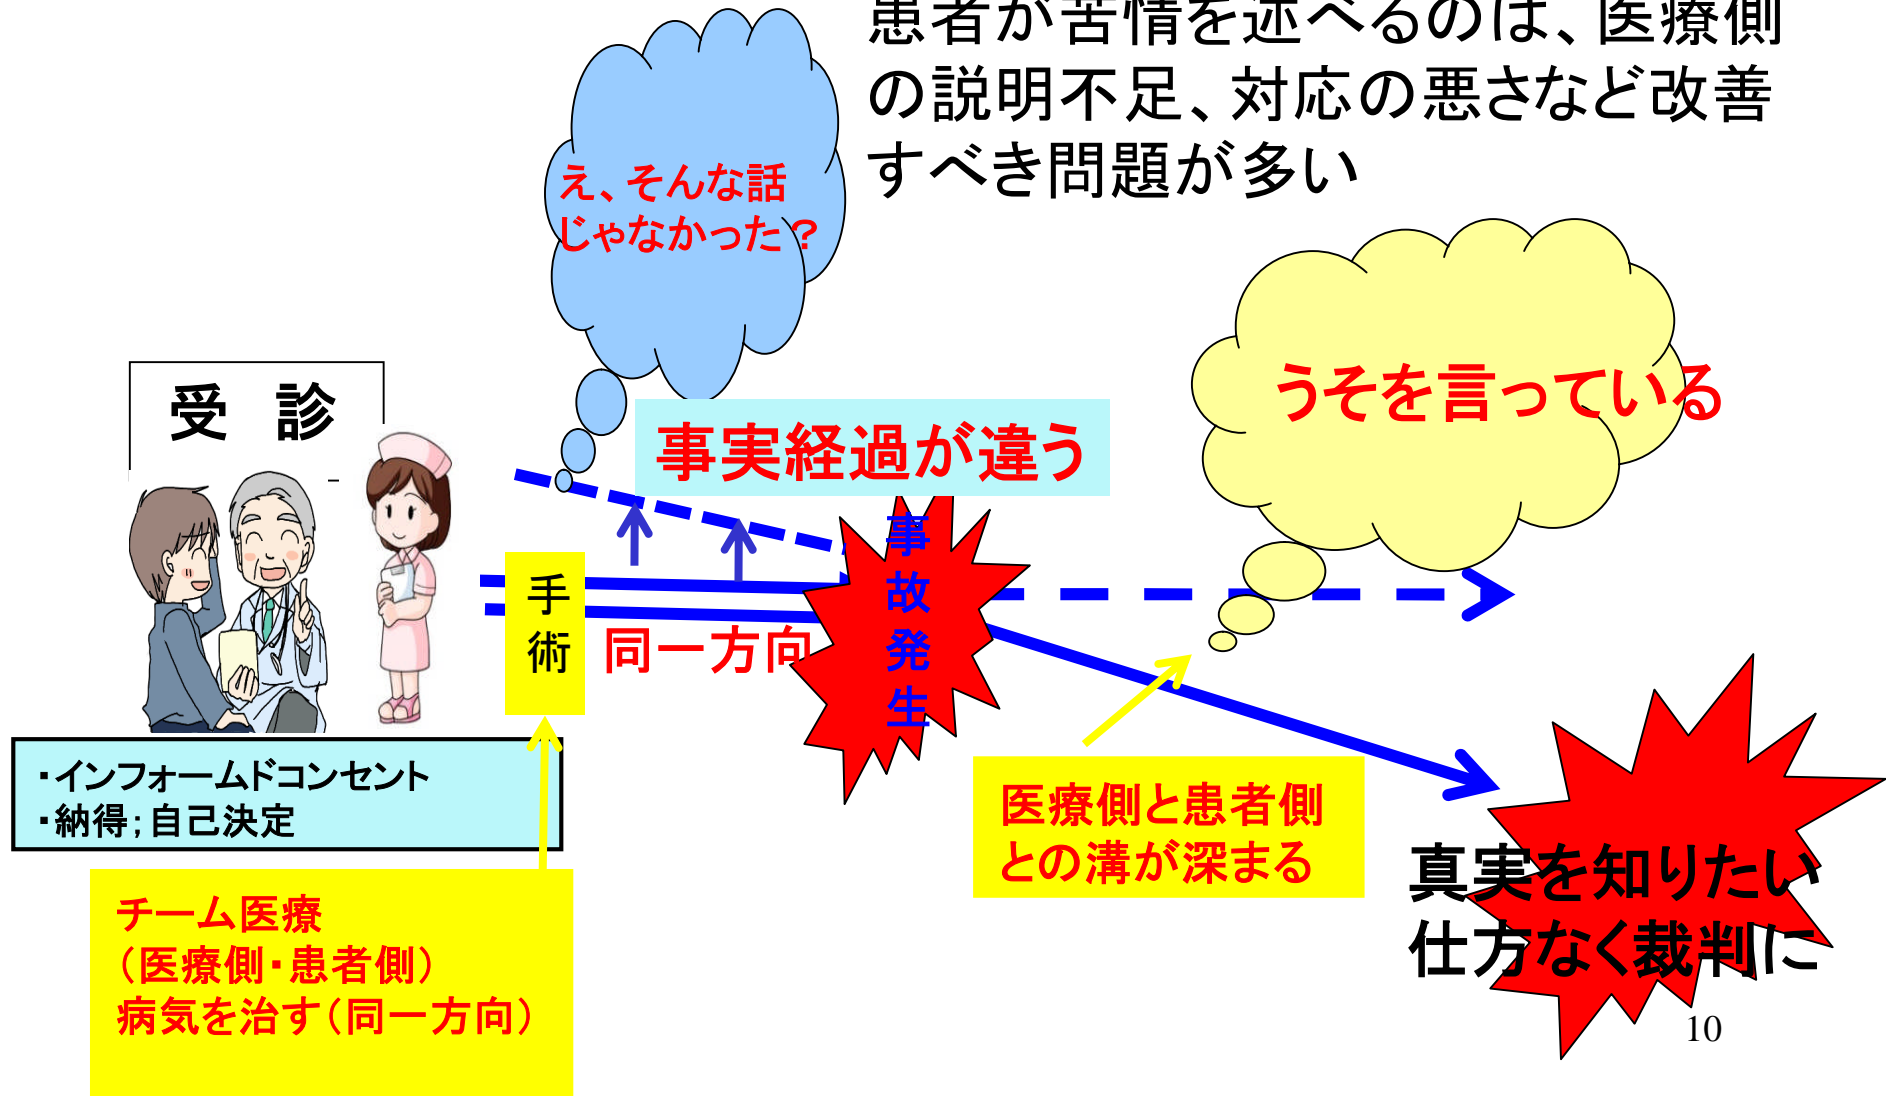 患者が苦情を述べるのは、医療側
の説明不足、対応の悪さなど改善
すべき問題が多い
え、そんな話
じゃなかった?
うそを言っている
受 診
事実経過が違う
事故発生
手術
同一方向
・インフォームドコンセント
・納得;自己決定
医療側と患者側
との溝が深まる
チーム医療
(医療側・患者側)
病気を治す(同一方向)
真実を知りたい
仕方なく裁判に
10